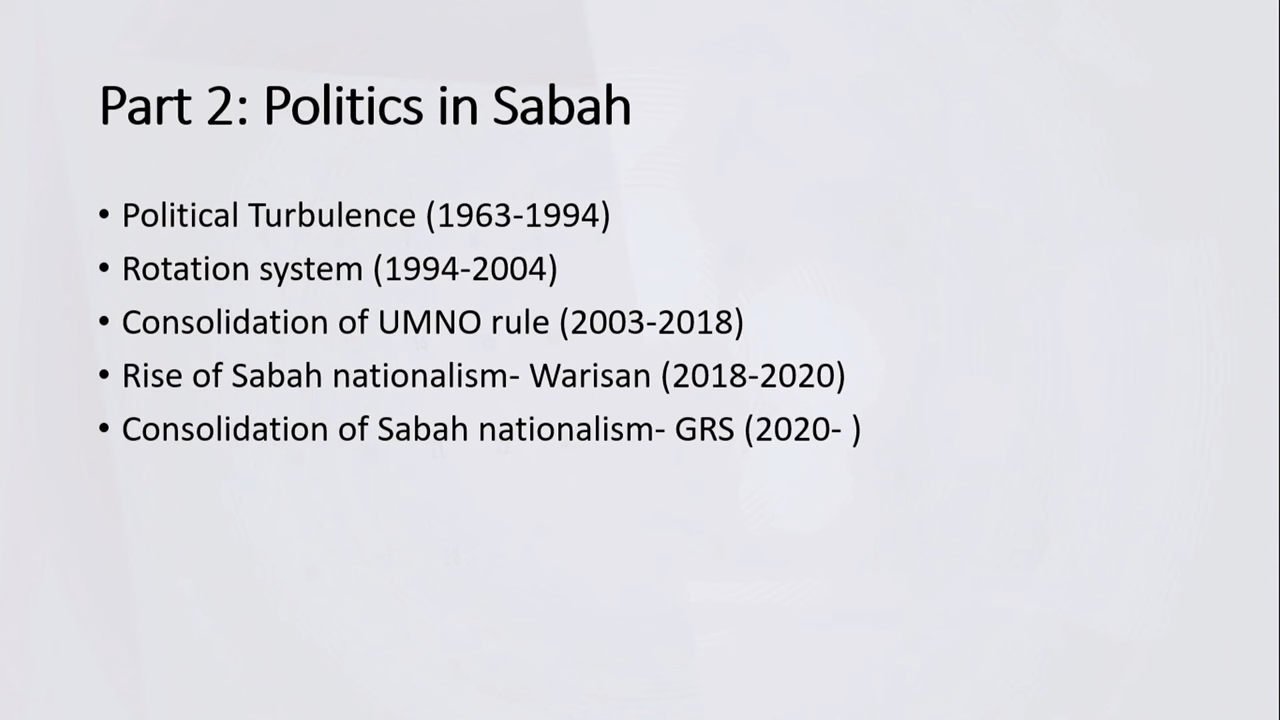 Part 2: Politics in Sabah
• Political Turbulence (1963-1994)
• Rotation system (1994-2004)
• Consolidation of UMNO rule (2003-2018)
• Rise of Sabah nationalism- Warisan (2018-2020)
• Consolidation of Sabah nationalism- GRS (2020- )